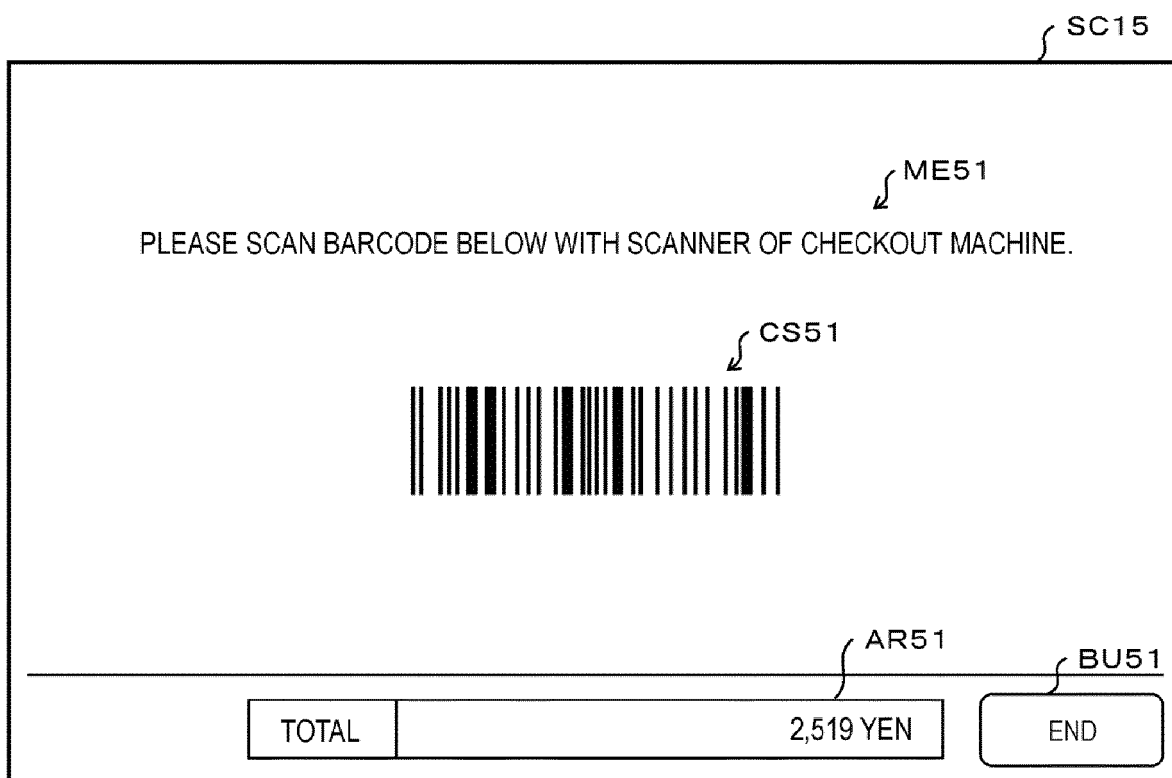 SC15
ME51
PLEASE SCAN BARCODE BELOW WITH SCANNER OF CHECKOUT MACHINE.
CS51
AR51
BU51
TOTAL 2,519 YEN END